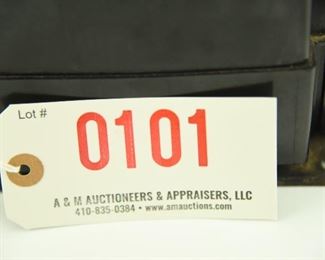 Lot #
0101
A & M AUCTIONEERS & APPRAISERS, LLC
410-835-0384 • www.amauctions.com